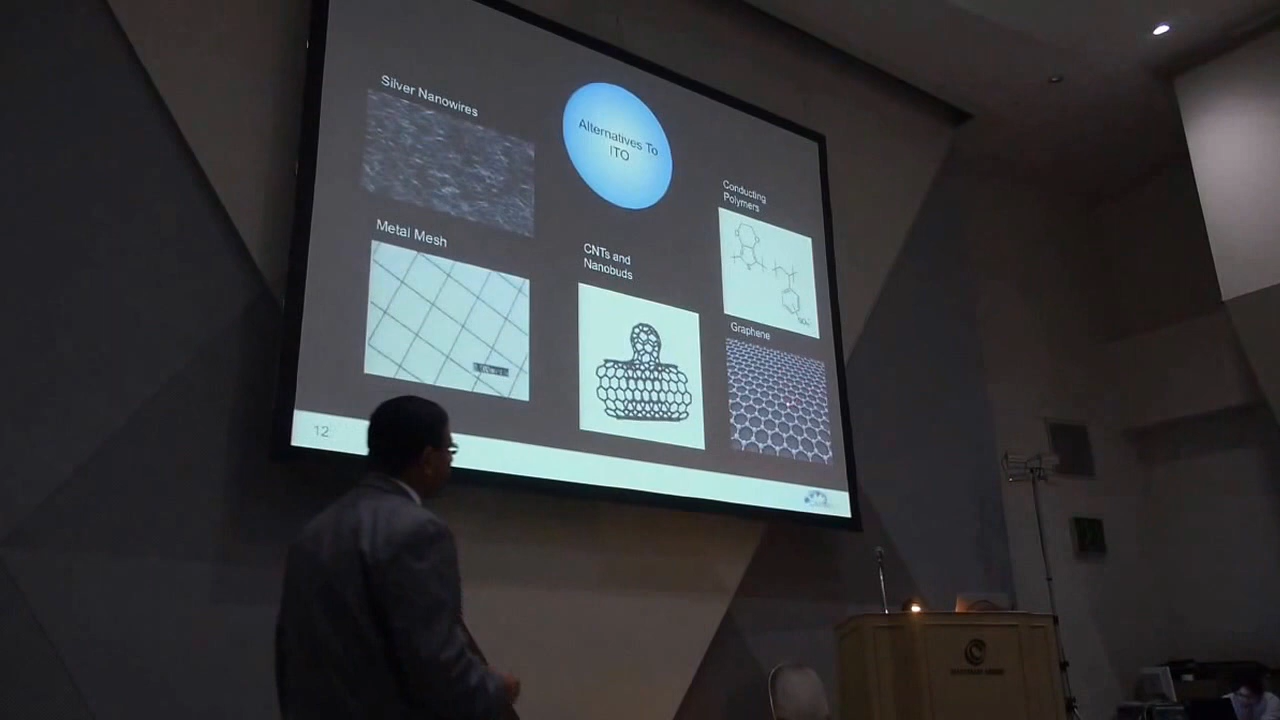 Silver Nanowires
Alternatives To
ITO
Conducting
Polymers
Metal Mesh
CNTs and
Nanobuds
Graphene
12